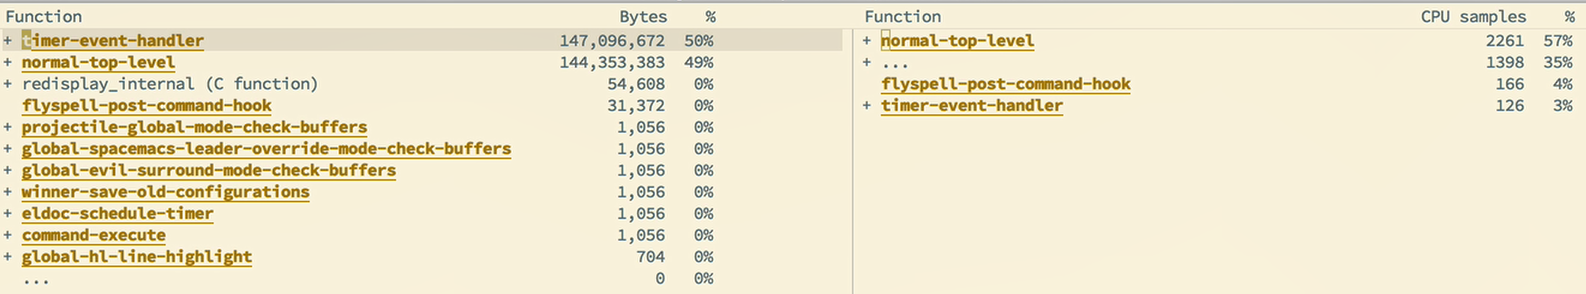 Function Bytes %
+ timer-event-handler 147,096,672 50%
+ normal-top-level 144,353,383 49%
+ redisplay_internal (C function) 54,608 0%
flyspell-post-command-hook 31,372 0%
+ projectile-global-mode-check-buffers 1,056 0%
+ global-spacemacs-leader-override-mode-check-buffers 1,056 0%
+ global-evil-surround-mode-check-buffers 1,056 0%
+ winner-save-old-configurations 1,056 0%
+ eldoc-schedule-timer 1,056 0%
+ command-execute 1,056 0%
+ global-hl-line-highlight 704 0%
... 0 0%
Function CPU samples %
+ normal-top-level 2261 57%
+ ... 1398 35%
flyspell-post-command-hook 166 4%
+ timer-event-handler 126 3%